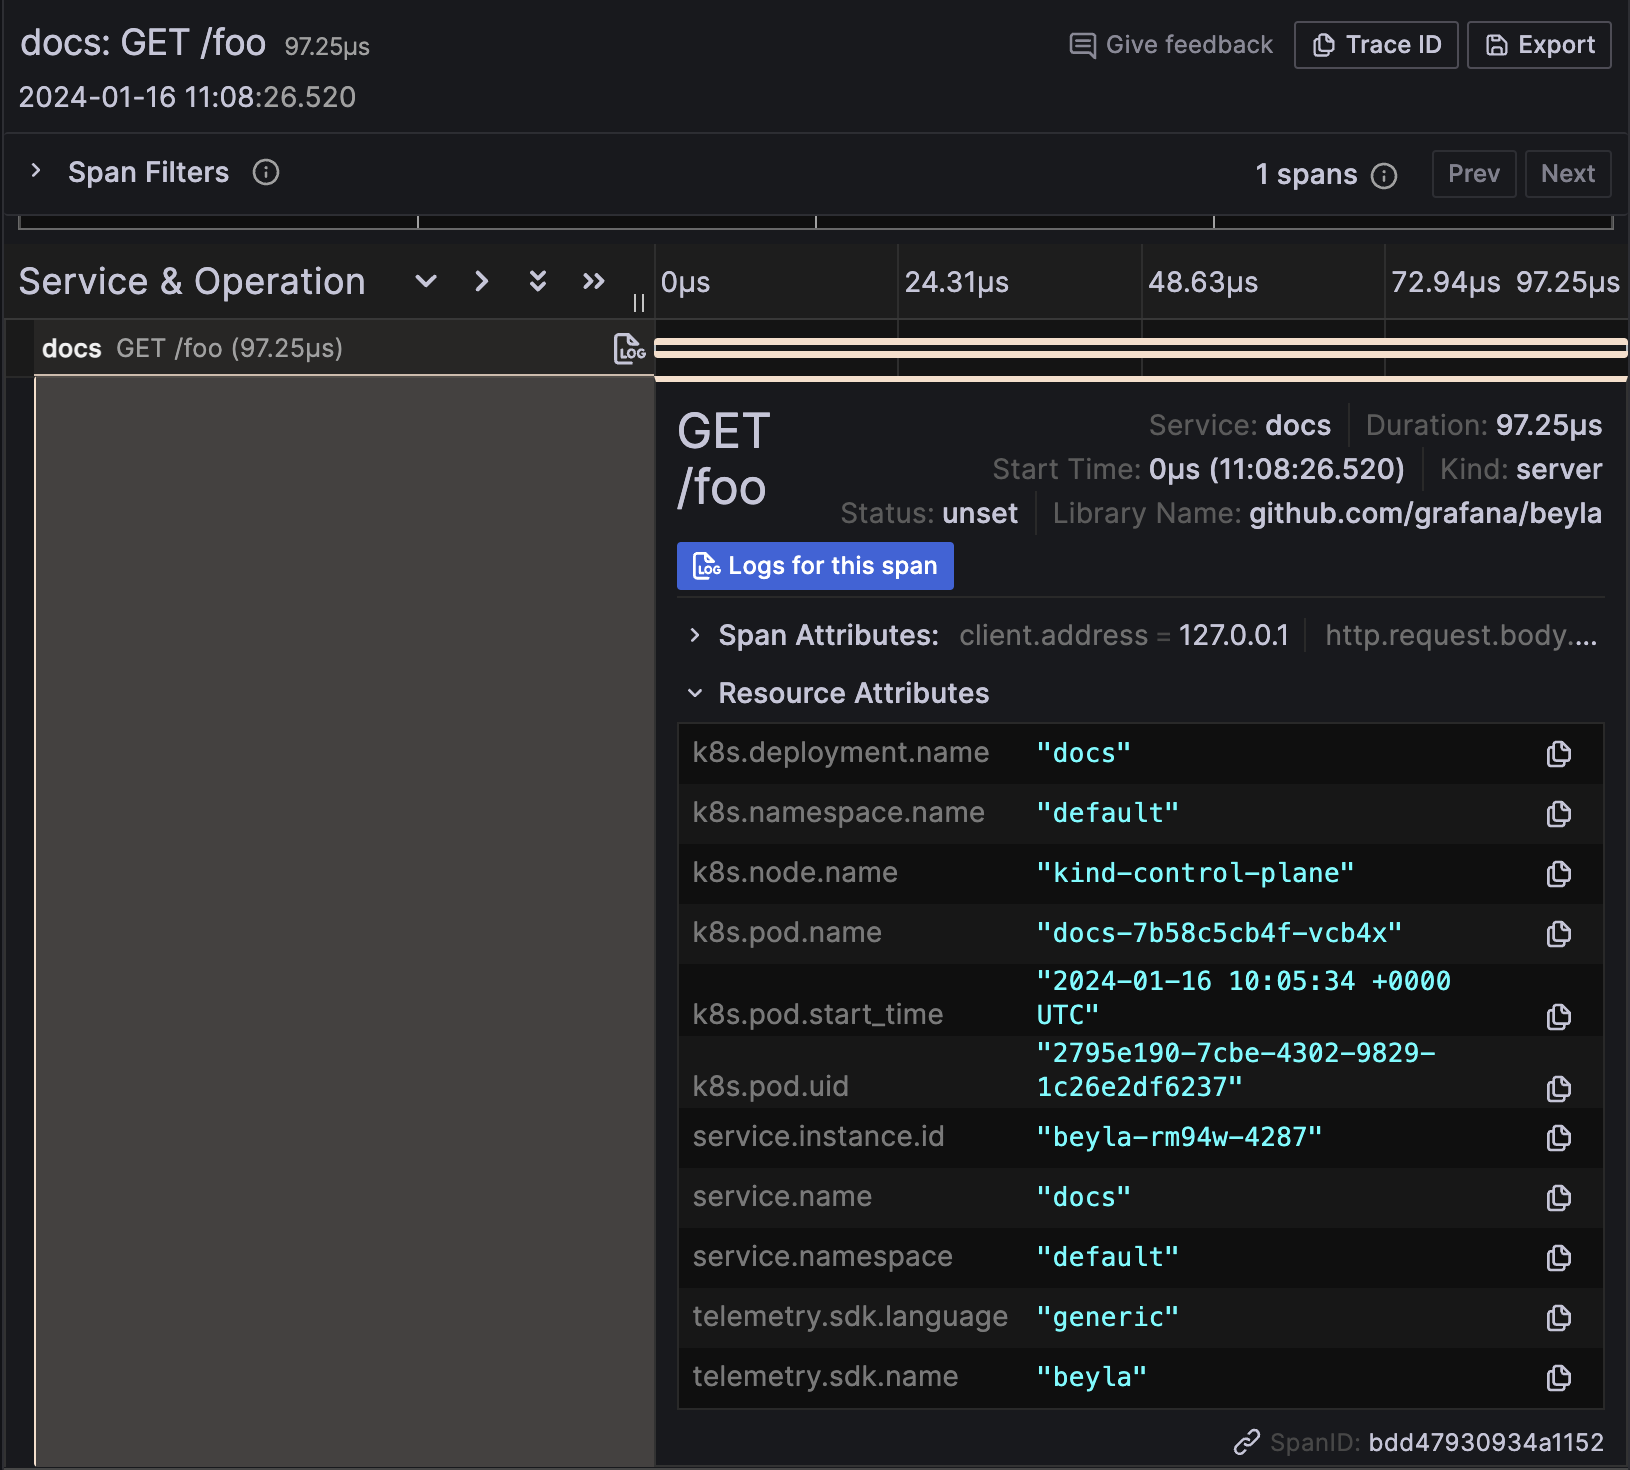 docs: GET /foo 97.25μs
Give feedback
Trace ID
Export
2024-01-16 11:08:26.520
Span Filters
1 spans
Prev
Next
Service & Operation
0μs
24.31μs
48.63μs
72.94μs
97.25μs
docs GET /foo (97.25μs)
LOG
GET
/foo
Service: docs
Duration: 97.25μs
Start Time: 0μs (11:08:26.520)
Kind: server
Status: unset
Library Name: github.com/grafana/beyla
LOG
Logs for this span
Span Attributes: client.address = 127.0.0.1 http.request.body....
Resource Attributes
k8s.deployment.name "docs"
k8s.namespace.name "default"
k8s.node.name "kind-control-plane"
k8s.pod.name "docs-7b58c5cb4f-vcb4x"
k8s.pod.start_time "2024-01-16 10:05:34 +0000
UTC"
k8s.pod.uid "2795e190-7cbe-4302-9829-
1c26e2df6237"
service.instance.id "beyla-rm94w-4287"
service.name "docs"
service.namespace "default"
telemetry.sdk.language "generic"
telemetry.sdk.name "beyla"
SpanID: bdd47930934a1152